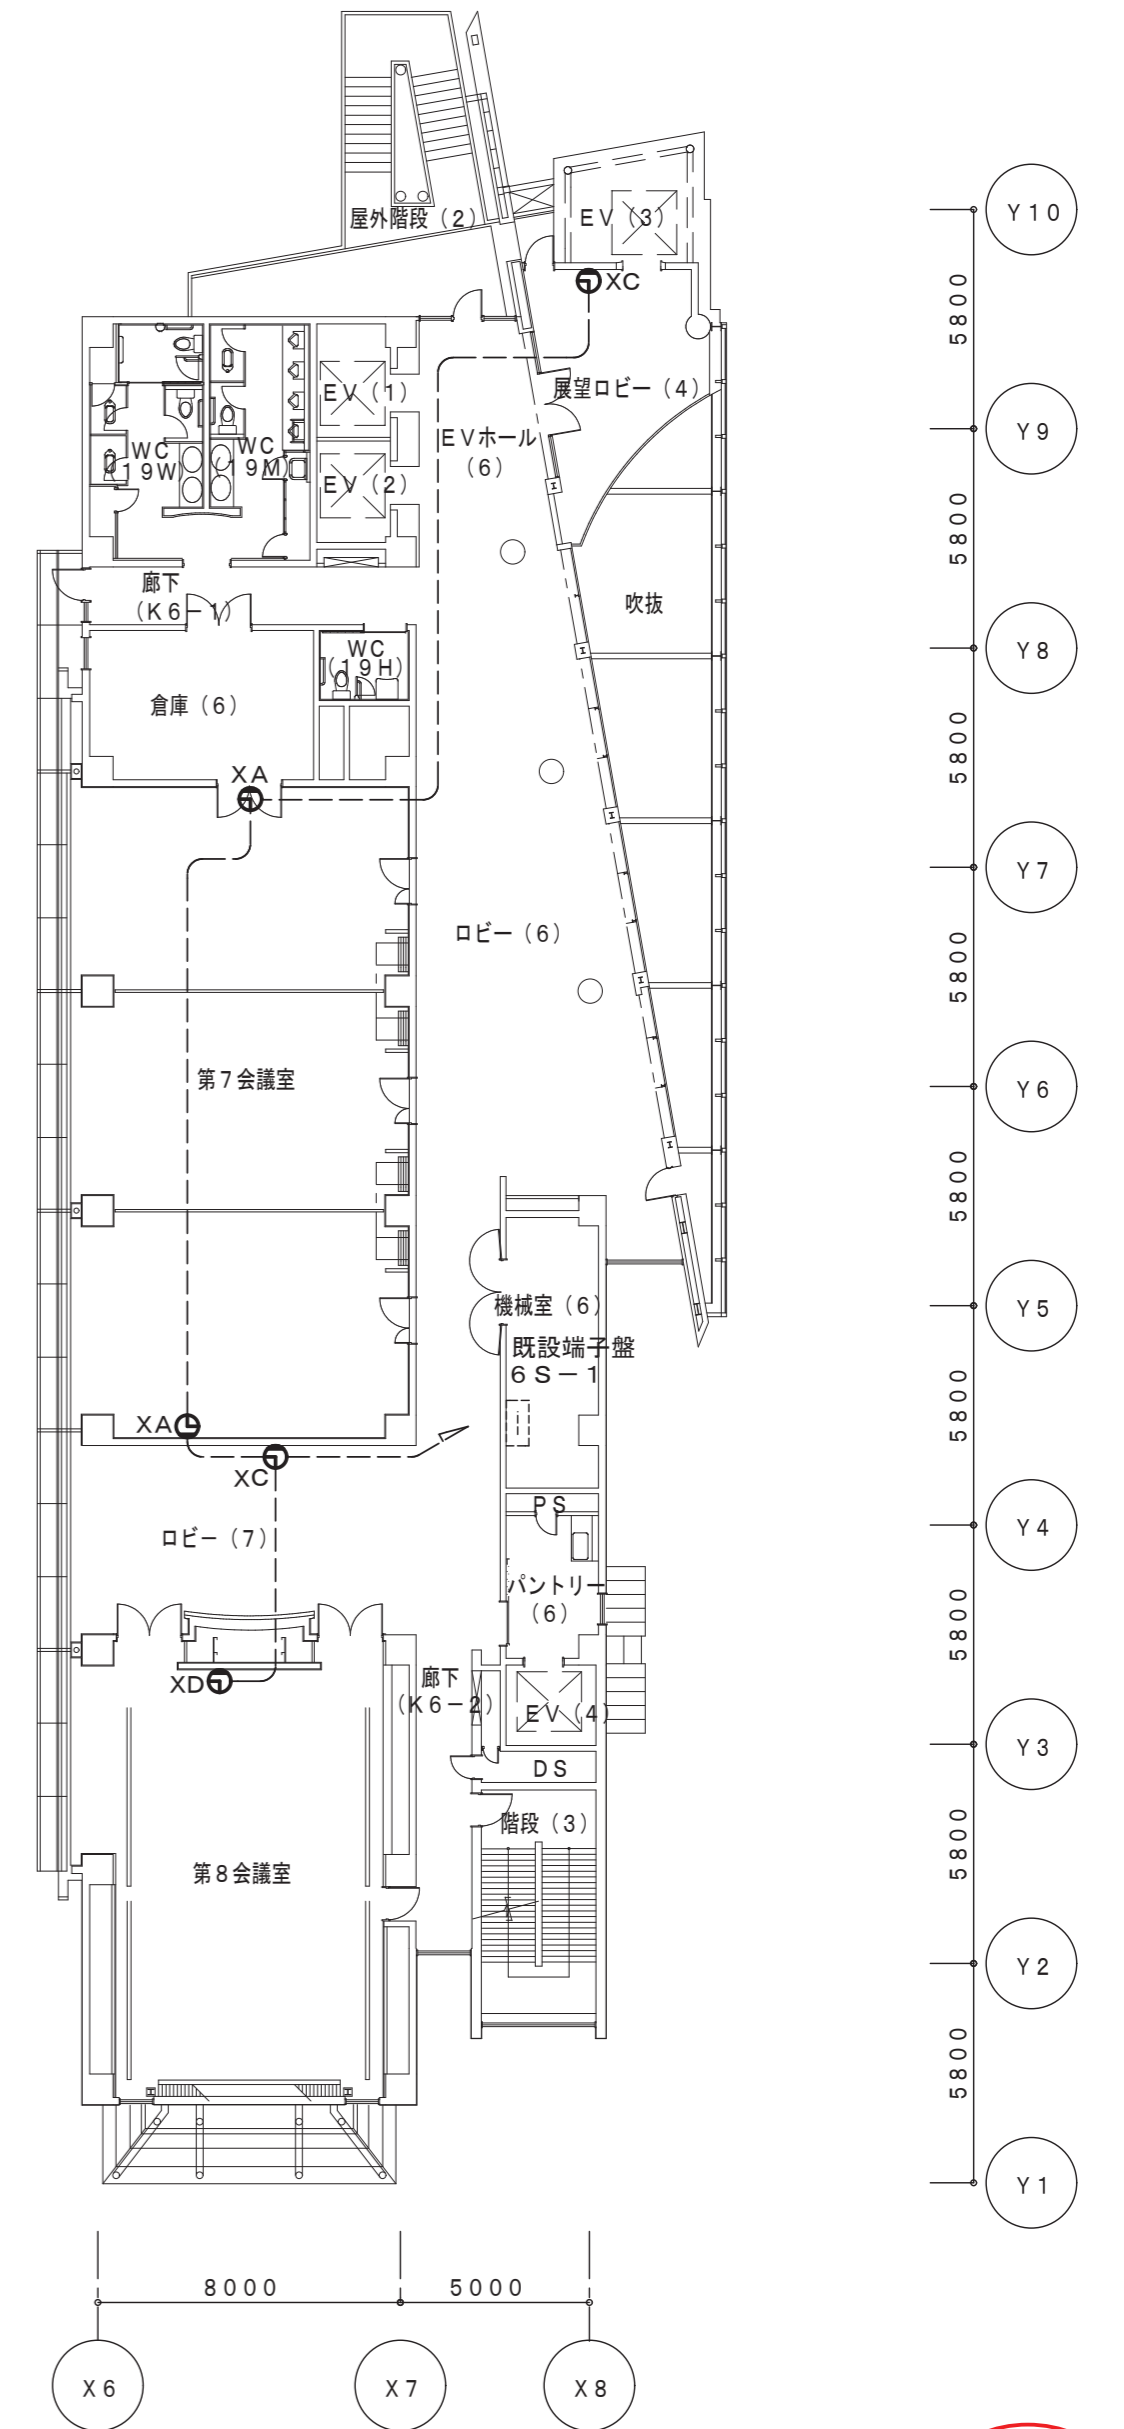 屋外階段（2）
EV（3）
Y10
XC
5800
EV（1）
展望ロビー（4）
Y9
EVホール
（6）
WC
（19W）
WC
（19M）
EV（2）
5800
廊下
（K6－1）
吹抜
Y8
WC
（19H）
倉庫（6）
5800
XA
Y7
ロビー（6）
5800
第7会議室
Y6
5800
機械室（6）
Y5
既設端子盤
6S－1
5800
XA
XC
PS
ロビー（7）
Y4
パントリー
（6）
5800
XD
廊下
（K6－2）
EV（4）
Y3
DS
階段（3）
5800
第8会議室
Y2
5800
Y1
8000
5000
X6
X7
X8